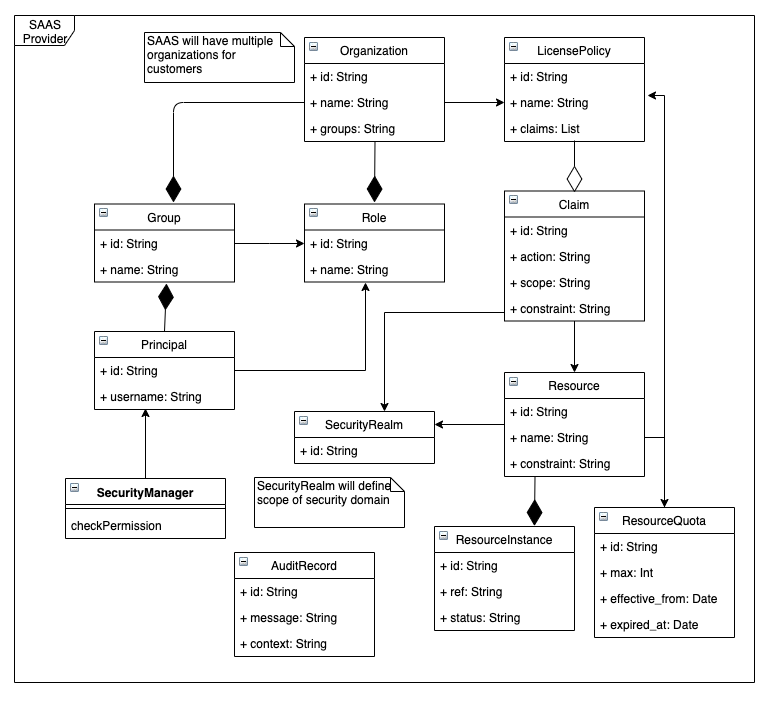 SAAS
Provider
SAAS will have multiple
organizations for
customers
Organization
+ id: String
+ name: String
+ groups: String
LicensePolicy
+ id: String
+ name: String
+ claims: List
Group
+ id: String
+ name: String
Role
+ id: String
+ name: String
Claim
+ id: String
+ action: String
+ scope: String
+ constraint: String
Principal
+ id: String
+ username: String
SecurityRealm
+ id: String
Resource
+ id: String
+ name: String
+ constraint: String
SecurityManager
checkPermission
SecurityRealm will define
scope of security domain
ResourceInstance
+ id: String
+ ref: String
+ status: String
ResourceQuota
+ id: String
+ max: Int
+ effective_from: Date
+ expired_at: Date
AuditRecord
+ id: String
+ message: String
+ context: String